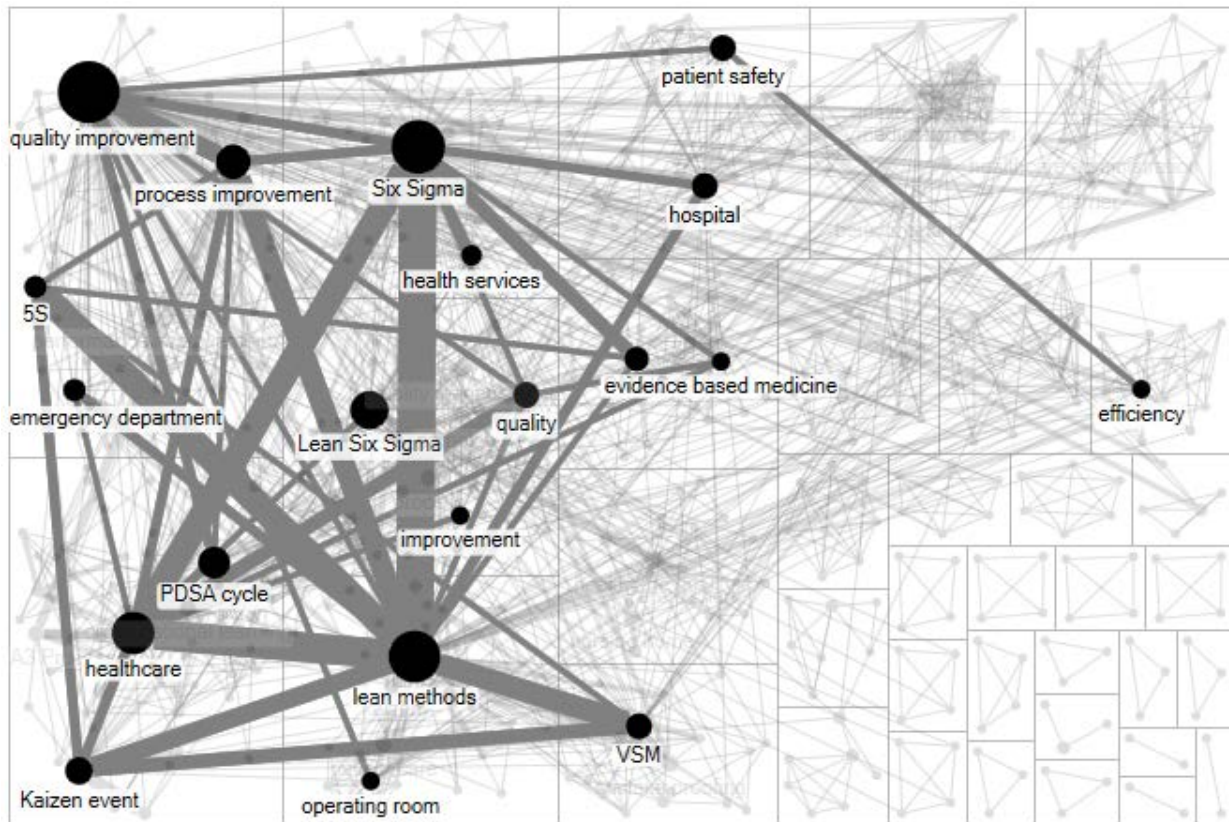 patient safety
quality improvement
process improvement
Six Sigma
hospital
health services
5S
evidence based medicine
emergency department
quality
efficiency
Lean Six Sigma
improvement
PDSA cycle
healthcare
lean methods
VSM
Kaizen event
operating room